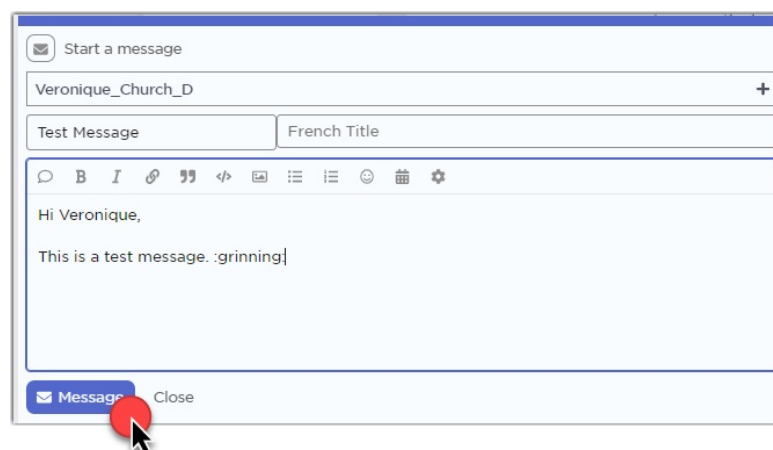 Start a message
Veronique_Church_D +
Test Message French Title
B I
Hi Veronique,
This is a test message. :grinning:
Message Close